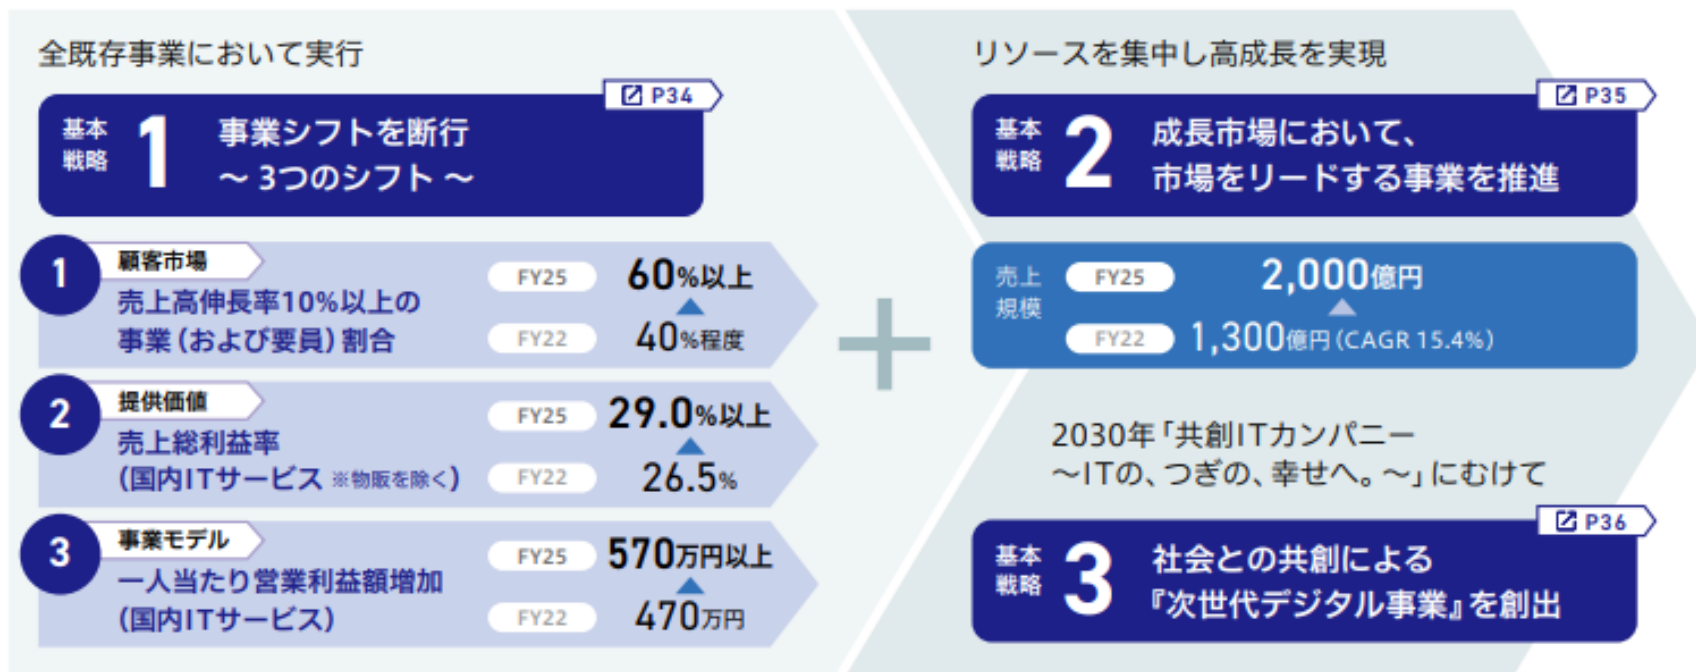 全既存事業において実行
P34
基本
戦略
1
事業シフトを断行
～ 3つのシフト ～
1
顧客市場
売上高伸長率10%以上の
事業（および要員）割合
FY25
60%以上
FY22
40%程度
2
提供価値
売上総利益率
（国内ITサービス ※物販を除く）
FY25
29.0%以上
FY22
26.5%
3
事業モデル
一人当たり営業利益額増加
（国内ITサービス）
FY25
570万円以上
FY22
470万円
リソースを集中し高成長を実現
P35
基本
戦略
2
成長市場において、
市場をリードする事業を推進
売上
規模
FY25
2,000億円
FY22
1,300億円（CAGR 15.4%）
2030年「共創ITカンパニー
～ITの、つぎの、幸せへ。～」にむけて
P36
基本
戦略
3
社会との共創による
『次世代デジタル事業』を創出